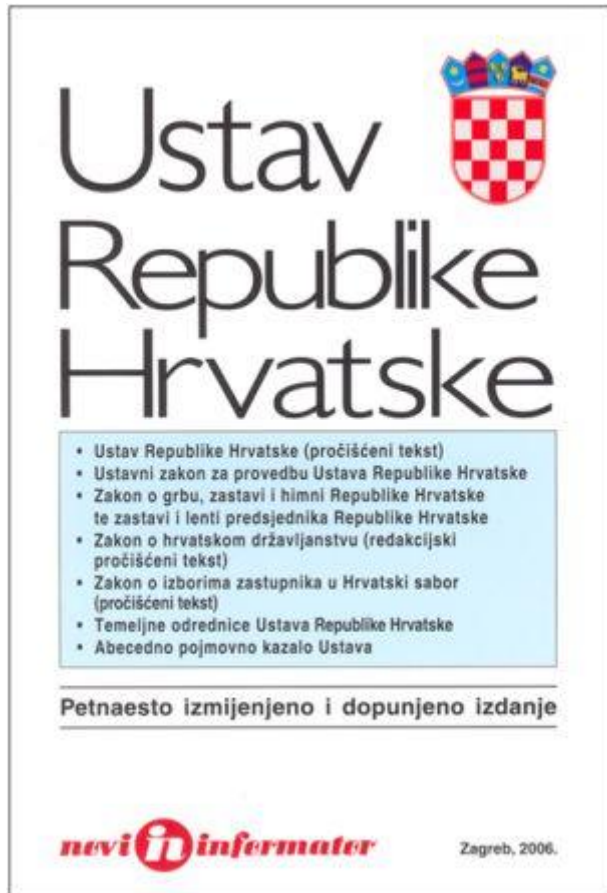 Ustav
Republike
Hrvatske
• Ustav Republike Hrvatske (pročišćeni tekst)
• Ustavni zakon za provedbu Ustava Republike Hrvatske
• Zakon o grbu, zastavi i himni Republike Hrvatske
te zastavi i lenti predsjednika Republike Hrvatske
• Zakon o hrvatskom državljanstvu (redakcijski
pročišćeni tekst)
• Zakon o izborima zastupnika u Hrvatski sabor
(pročišćeni tekst)
• Temeljne odrednice Ustava Republike Hrvatske
• Abecedno pojmovno kazalo Ustava
Petnaesto izmijenjeno i dopunjeno izdanje
novi in informator
Zagreb, 2006.